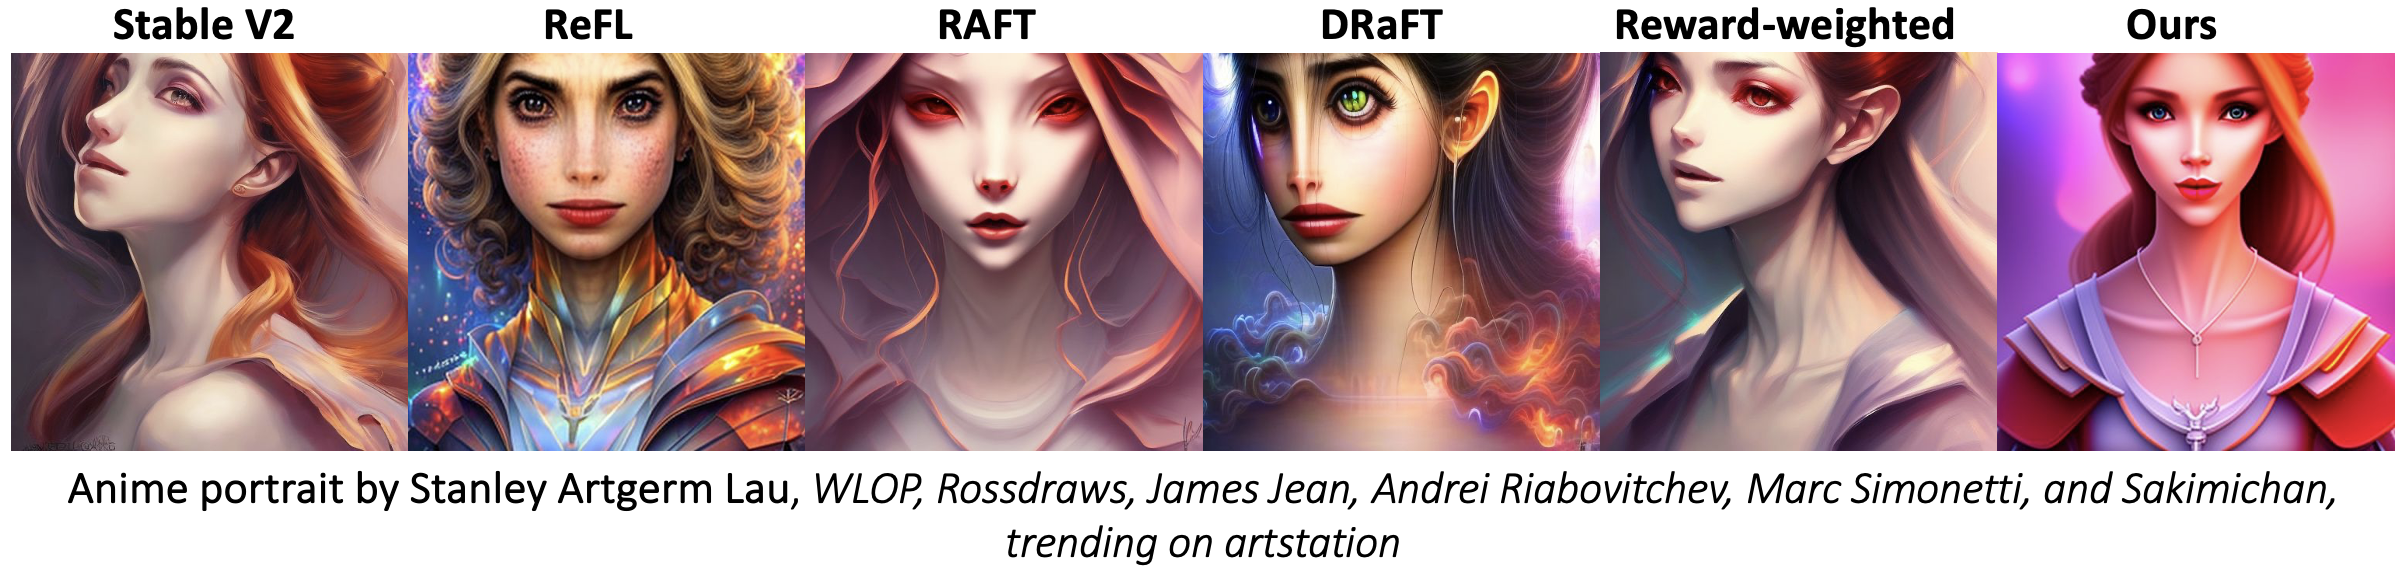 Stable V2 ReFL RAFT DRaFT Reward-weighted Ours
Anime portrait by Stanley Artgerm Lau, WLOP, Rossdraws, James Jean, Andrei Riabovitchev, Marc Simonetti, and Sakimichan,
trending on artstation